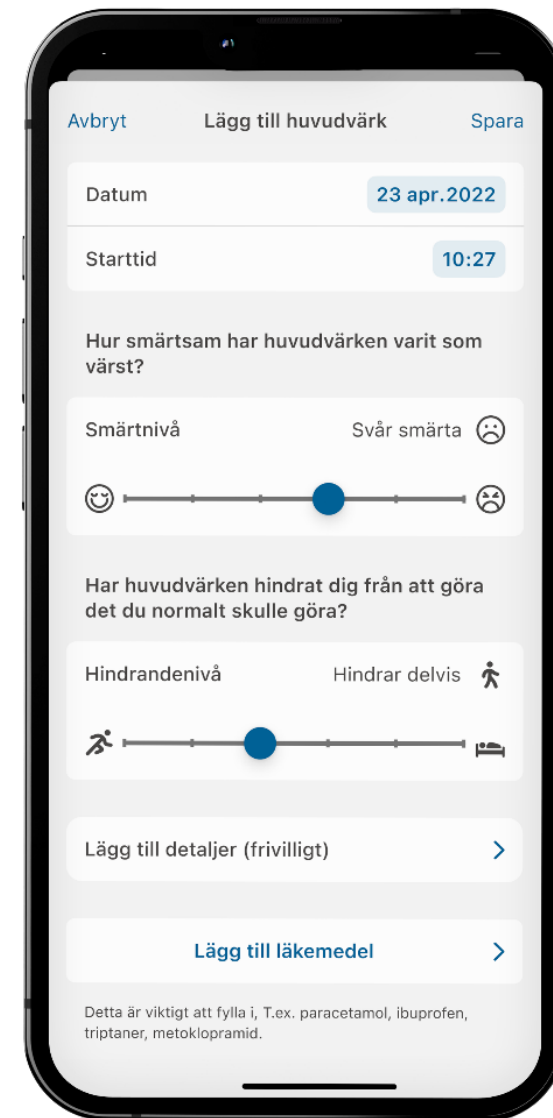 Avbryt Lägg till huvudvärk Spara
Datum 23 apr.2022
Starttid 10:27
Hur smärtsam har huvudvärken varit som
värst?
Smärtnivå Svår smärta
Har huvudvärken hindrat dig från att göra
det du normalt skulle göra?
Hindrandenivå Hindrar delvis
Lägg till detaljer (frivilligt)
Lägg till läkemedel
Detta är viktigt att fylla i, T.ex. paracetamol, ibuprofen,
triptaner, metoklopramid.